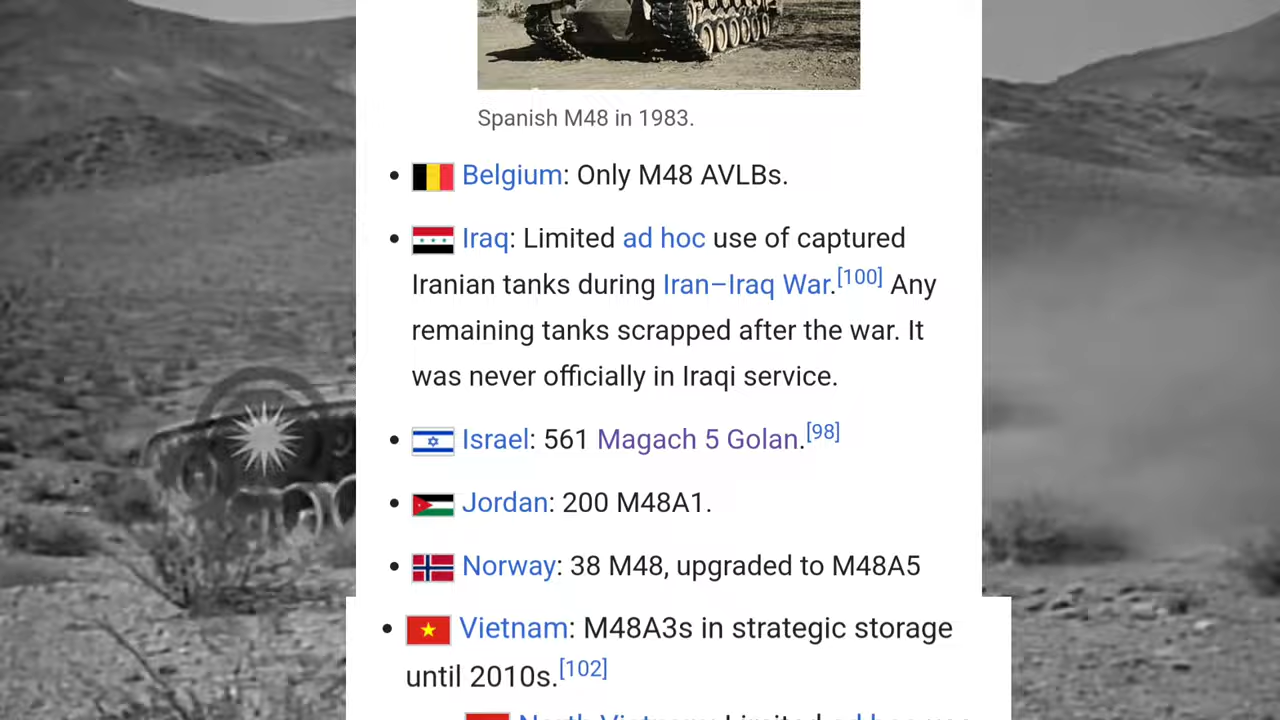 Spanish M48 in 1983.
Belgium: Only M48 AVLBs.
Iraq: Limited ad hoc use of captured
Iranian tanks during Iran–Iraq War.[100] Any
remaining tanks scrapped after the war. It
was never officially in Iraqi service.
Israel: 561 Magach 5 Golan.[98]
Jordan: 200 M48A1.
Norway: 38 M48, upgraded to M48A5
Vietnam: M48A3s in strategic storage
until 2010s.[102]